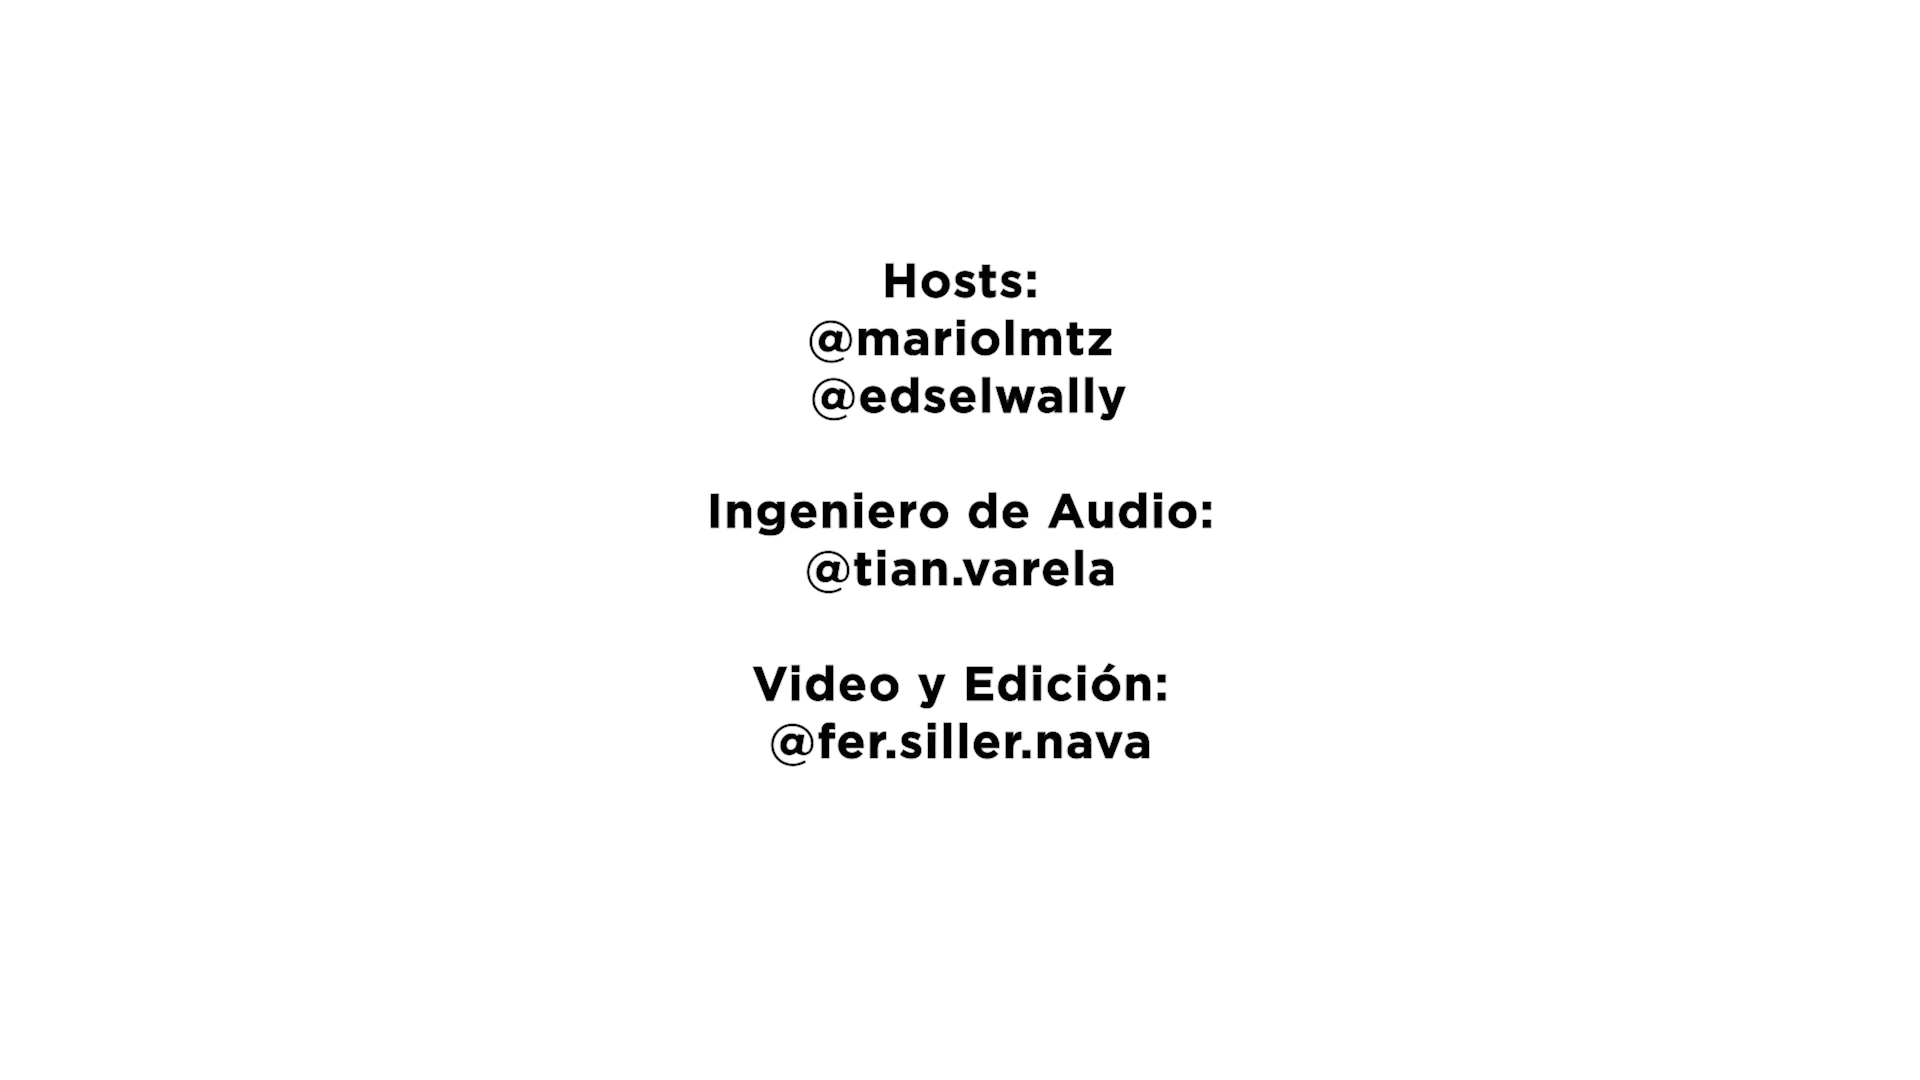 Hosts:
@mariolmtz
@edselwally
Ingeniero de Audio:
@tian.varela
Video y Edición:
@fer.siller.nava